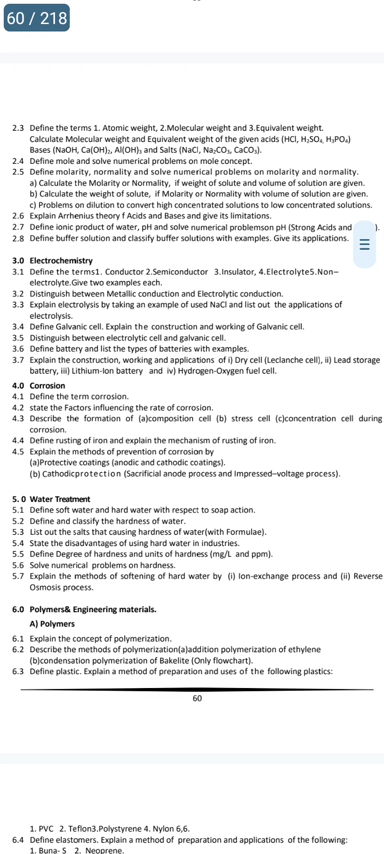 60 / 218
2.3 Define the terms 1. Atomic weight, 2.Molecular weight and 3.Equivalent weight.
Calculate Molecular weight and Equivalent weight of the given acids (HCl, H₂SO₄, H₃PO₄)
Bases (NaOH, Ca(OH)₂, Al(OH)₃ and Salts (NaCl, Na₂CO₃, CaCO₃).
2.4 Define mole and solve numerical problems on mole concept.
2.5 Define molarity, normality and solve numerical problems on molarity and normality.
a) Calculate the Molarity or Normality, if weight of solute and volume of solution are given.
b) Calculate the weight of solute, if Molarity or Normality with volume of solution are given.
c) Problems on dilution to convert high concentrated solutions to low concentrated solutions.
2.6 Explain Arrhenius theory f Acids and Bases and give its limitations.
2.7 Define ionic product of water, pH and solve numerical problemson pH (Strong Acids and ).
2.8 Define buffer solution and classify buffer solutions with examples. Give its applications.
3.0 Electrochemistry
3.1 Define the terms1. Conductor 2.Semiconductor 3.Insulator, 4.Electrolyte5.Non–
electrolyte.Give two examples each.
3.2 Distinguish between Metallic conduction and Electrolytic conduction.
3.3 Explain electrolysis by taking an example of used NaCl and list out the applications of
electrolysis.
3.4 Define Galvanic cell. Explain the construction and working of Galvanic cell.
3.5 Distinguish between electrolytic cell and galvanic cell.
3.6 Define battery and list the types of batteries with examples.
3.7 Explain the construction, working and applications of i) Dry cell (Leclanche cell), ii) Lead storage
battery, iii) Lithium-Ion battery and iv) Hydrogen-Oxygen fuel cell.
4.0 Corrosion
4.1 Define the term corrosion.
4.2 state the Factors influencing the rate of corrosion.
4.3 Describe the formation of (a)composition cell (b) stress cell (c)concentration cell during
corrosion.
4.4 Define rusting of iron and explain the mechanism of rusting of iron.
4.5 Explain the methods of prevention of corrosion by
(a)Protective coatings (anodic and cathodic coatings).
(b) Cathodicprotection (Sacrificial anode process and Impressed–voltage process).
5. 0 Water Treatment
5.1 Define soft water and hard water with respect to soap action.
5.2 Define and classify the hardness of water.
5.3 List out the salts that causing hardness of water(with Formulae).
5.4 State the disadvantages of using hard water in industries.
5.5 Define Degree of hardness and units of hardness (mg/L and ppm).
5.6 Solve numerical problems on hardness.
5.7 Explain the methods of softening of hard water by (i) Ion-exchange process and (ii) Reverse
Osmosis process.
6.0 Polymers& Engineering materials.
A) Polymers
6.1 Explain the concept of polymerization.
6.2 Describe the methods of polymerization(a)addition polymerization of ethylene
(b)condensation polymerization of Bakelite (Only flowchart).
6.3 Define plastic. Explain a method of preparation and uses of the following plastics:
60
1. PVC 2. Teflon3.Polystyrene 4. Nylon 6,6.
6.4 Define elastomers. Explain a method of preparation and applications of the following:
1. Buna- S 2. Neoprene.